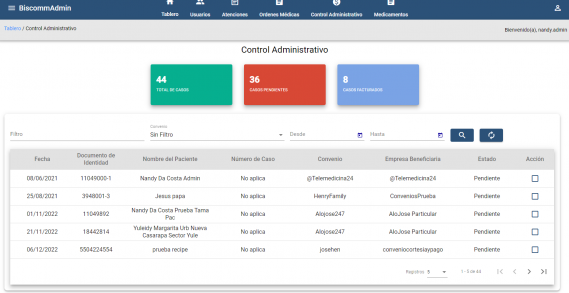 BiscommAdmin
Tablero Usuarios Atenciones Ordenes Médicas Control Administrativo Medicamentos
Tablero / Control Administrativo
Bienvenido(a), nandy.admin
Control Administrativo
44
TOTAL DE CASOS
36
CASOS PENDIENTES
8
CASOS FACTURADOS
Filtro
Convenio
Sin Filtro
Desde
Hasta
Fecha Documento de Identidad Nombre del Paciente Número de Caso Convenio Empresa Beneficiaria Estado Acción
08/06/2021 11049000-1 Nandy Da Costa Admin No aplica @Telemedicina24 @Telemedicina24 Pendiente
25/08/2021 3948001-3 Jesus papa No aplica HenryFamily ConveniosPrueba Pendiente
01/11/2022 11049892 Nandy Da Costa Prueba Tama Pac No aplica Alojose247 AloJose Particular Pendiente
21/11/2022 18442814 Yuleidy Margarita Urb Nueva Casarapa Sector Yule No aplica Alojose247 AloJose Particular Pendiente
06/12/2022 5504224554 prueba recipe No aplica josehen conveniocortesiaypago Pendiente
Registros 5 1 - 5 de 44